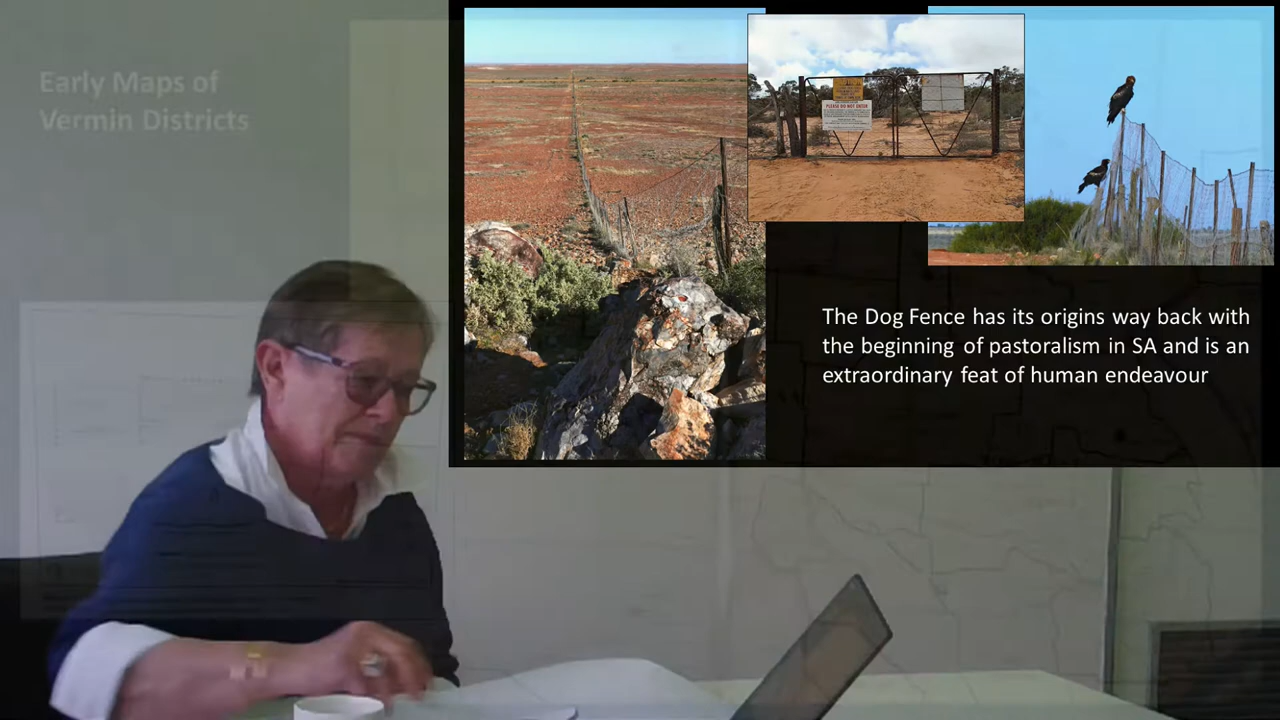 Early Maps of
Vermin Districts
PLEASE DO NOT ENTER
The Dog Fence has its origins way back with
the beginning of pastoralism in SA and is an
extraordinary feat of human endeavour